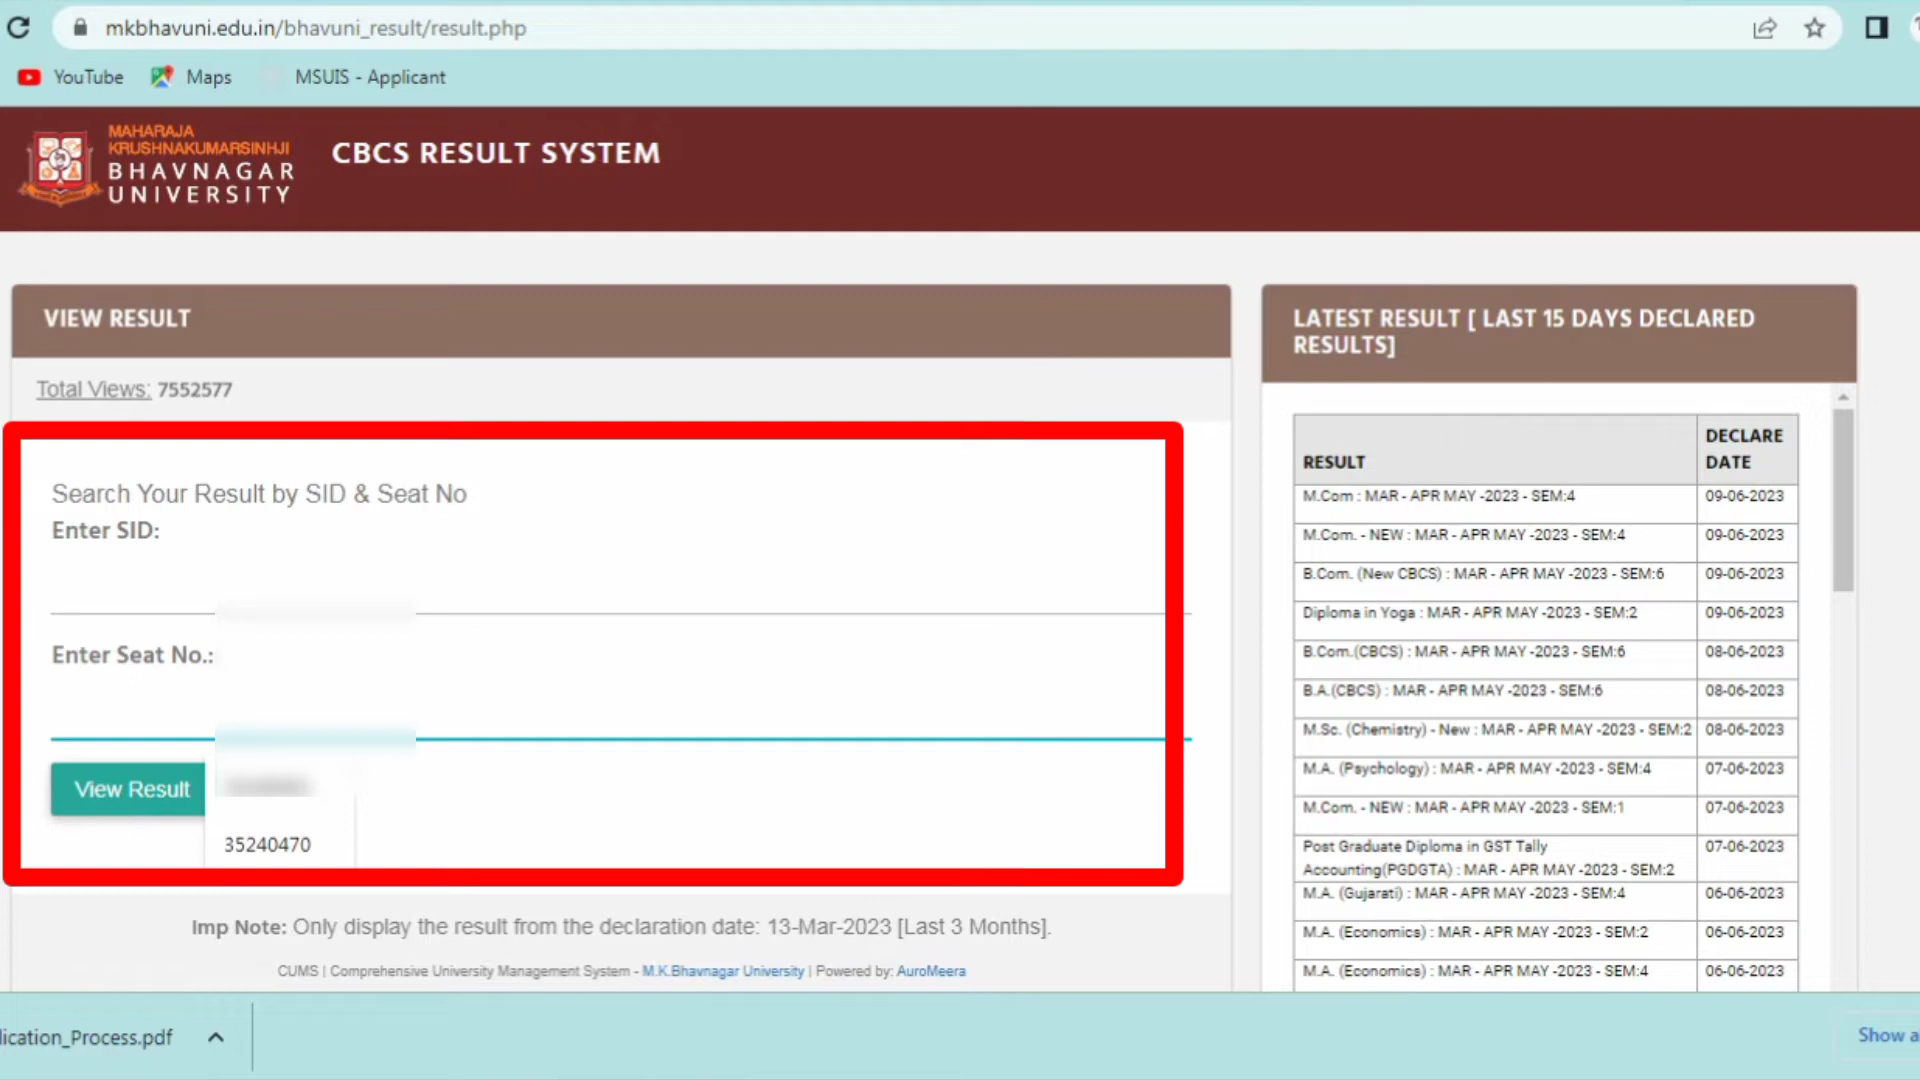 mkbhavuni.edu.in/bhavuni_result/result.php
YouTube Maps MSUIS - Applicant
MAHARAJA
KRUSHNAKUMARSINHJI
BHAVNAGAR
UNIVERSITY
CBCS RESULT SYSTEM
VIEW RESULT
Total Views: 7552577
Search Your Result by SID & Seat No
Enter SID:
Enter Seat No.:
View Result
35240470
Imp Note: Only display the result from the declaration date: 13-Mar-2023 [Last 3 Months].
CUMS | Comprehensive University Management System - M.K.Bhavnagar University | Powered by: AuroMeera
LATEST RESULT [ LAST 15 DAYS DECLARED
RESULTS]
RESULT DECLARE
DATE
M.Com : MAR - APR MAY -2023 - SEM:4 09-06-2023
M.Com. - NEW : MAR - APR MAY -2023 - SEM:4 09-06-2023
B.Com. (New CBCS) : MAR - APR MAY -2023 - SEM:6 09-06-2023
Diploma in Yoga : MAR - APR MAY -2023 - SEM:2 09-06-2023
B.Com.(CBCS) : MAR - APR MAY -2023 - SEM:6 08-06-2023
B.A.(CBCS) : MAR - APR MAY -2023 - SEM:6 08-06-2023
M.Sc. (Chemistry) - New : MAR - APR MAY -2023 - SEM:2 08-06-2023
M.A. (Psychology) : MAR - APR MAY -2023 - SEM:4 07-06-2023
M.Com. - NEW : MAR - APR MAY -2023 - SEM:1 07-06-2023
Post Graduate Diploma in GST Tally 07-06-2023
Accounting(PGDGTA) : MAR - APR MAY -2023 - SEM:2
M.A. (Gujarati) : MAR - APR MAY -2023 - SEM:4 06-06-2023
M.A. (Economics) : MAR - APR MAY -2023 - SEM:2 06-06-2023
M.A. (Economics) : MAR - APR MAY -2023 - SEM:4 06-06-2023
lication_Process.pdf
Show a